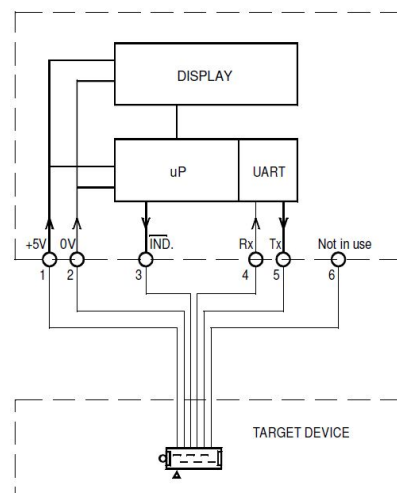 DISPLAY
uP UART
+5V 0V IND. Rx Tx Not in use
1 2 3 4 5 6
TARGET DEVICE